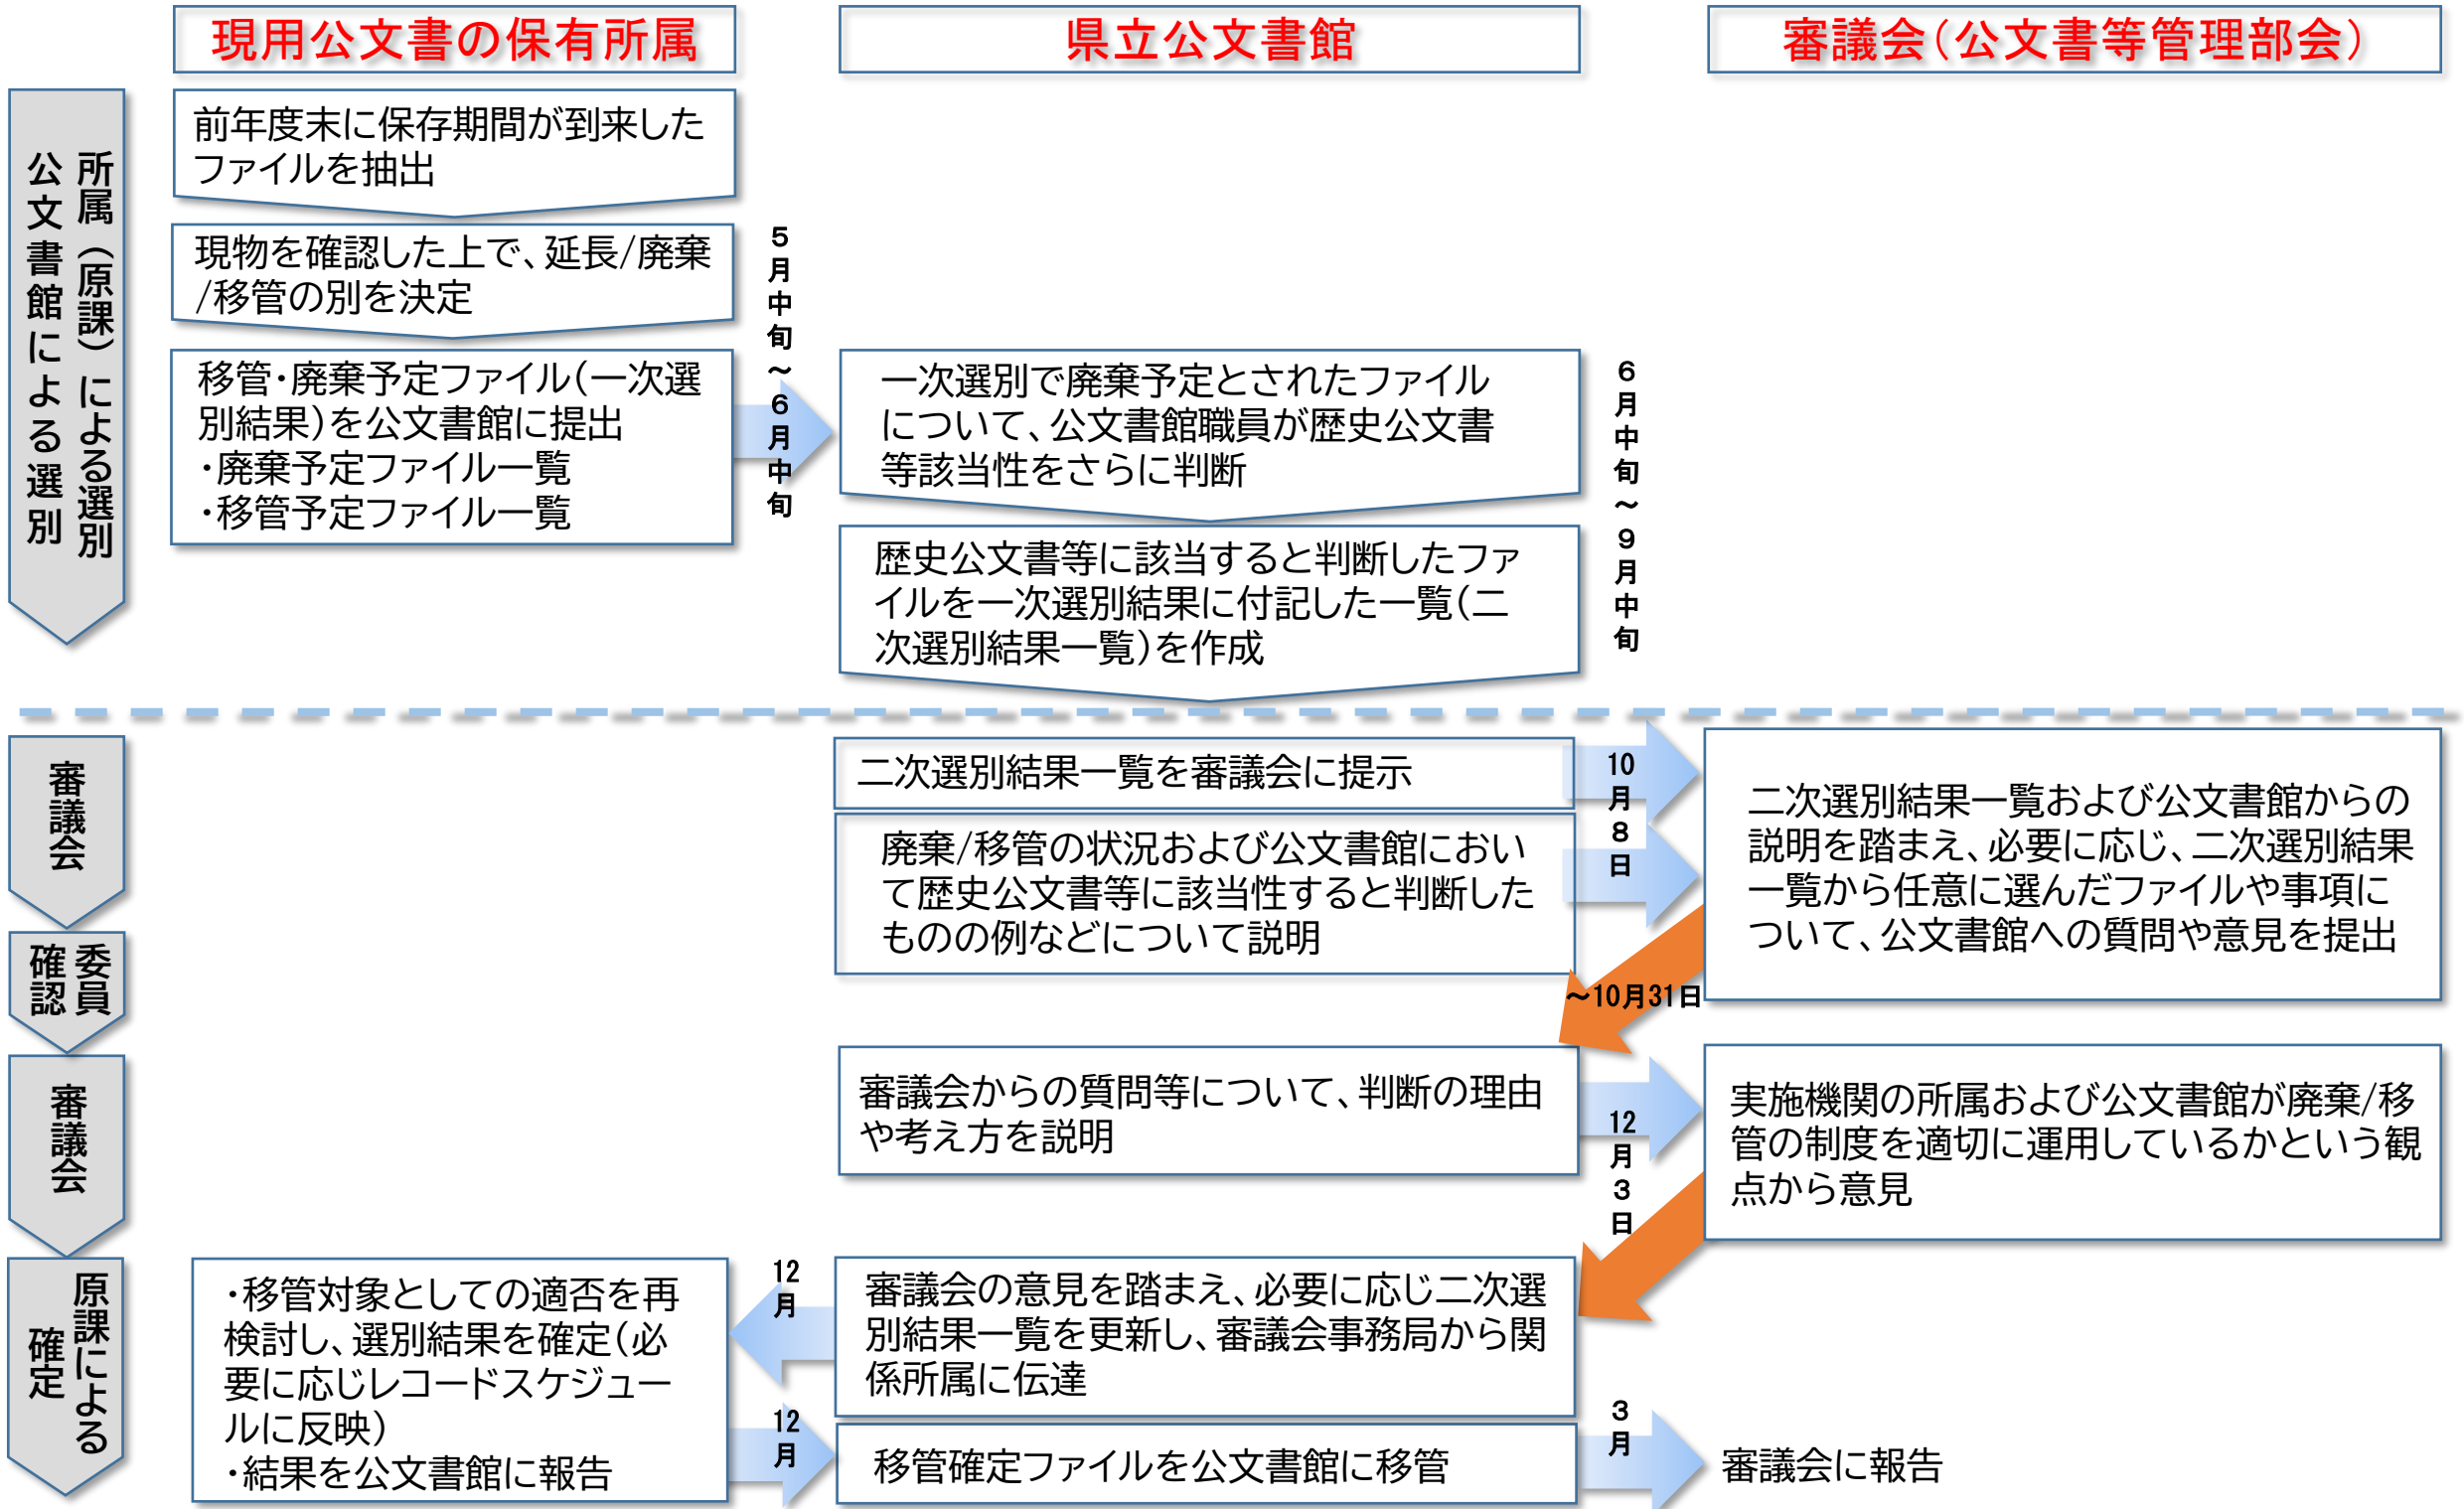 現用公文書の保有所属
県立公文書館
審議会（公文書等管理部会）
所属（原課）による選別
公文書館による選別
前年度末に保存期間が到来した
ファイルを抽出
現物を確認した上で、延長/廃棄
/移管の別を決定
移管・廃棄予定ファイル（一次選
別結果）を公文書館に提出
・廃棄予定ファイル一覧
・移管予定ファイル一覧
５月中旬～６月中旬
一次選別で廃棄予定とされたファイル
について、公文書館職員が歴史公文書
等該当性をさらに判断
歴史公文書等に該当すると判断したファ
イルを一次選別結果に付記した一覧（二
次選別結果一覧）を作成
６月中旬～９月中旬
審議会
二次選別結果一覧を審議会に提示
廃棄/移管の状況および公文書館におい
て歴史公文書等に該当性すると判断した
ものの例などについて説明
10月８日
二次選別結果一覧および公文書館からの
説明を踏まえ、必要に応じ、二次選別結果
一覧から任意に選んだファイルや事項に
ついて、公文書館への質問や意見を提出
委員
確認
～10月31日
審議会
審議会からの質問等について、判断の理由
や考え方を説明
12月３日
実施機関の所属および公文書館が廃棄/移
管の制度を適切に運用しているかという観
点から意見
原課による
確定
・移管対象としての適否を再
検討し、選別結果を確定（必
要に応じレコードスケジュー
ルに反映）
・結果を公文書館に報告
12月
審議会の意見を踏まえ、必要に応じ二次選
別結果一覧を更新し、審議会事務局から関
係所属に伝達
12月
移管確定ファイルを公文書館に移管
３月
審議会に報告